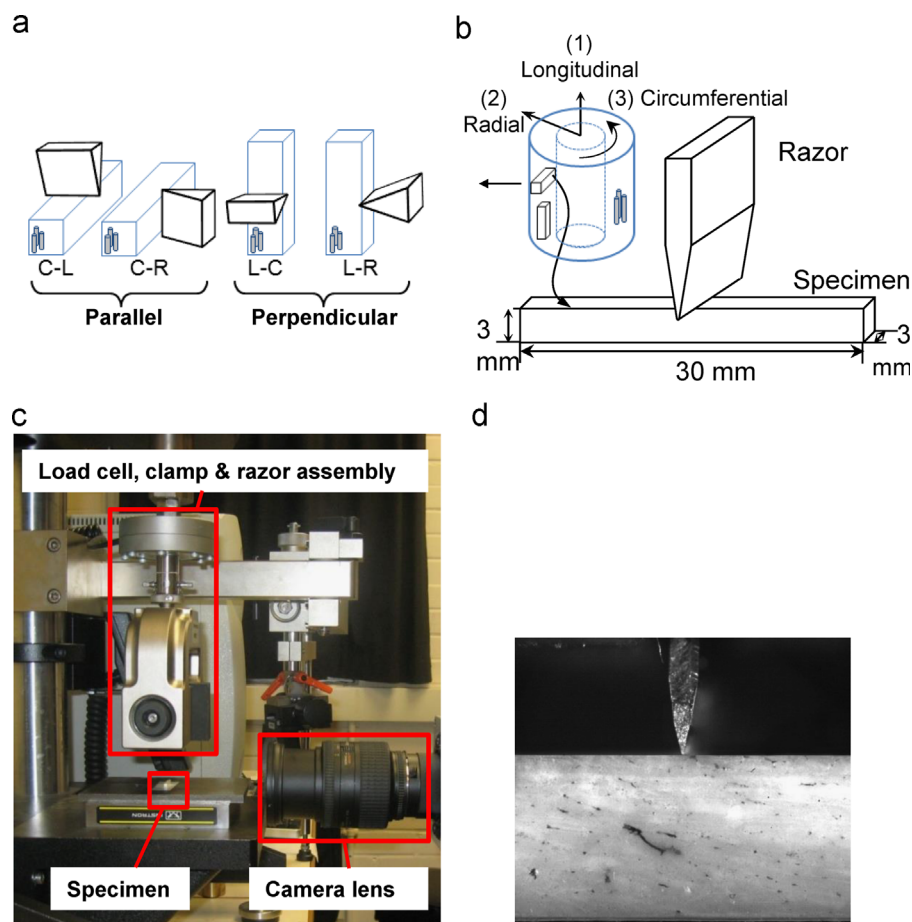 a
C-L
C-R
L-C
L-R
Parallel
Perpendicular
b
(1)
Longitudinal
(2)
Radial
(3) Circumferential
Razor
Specimen
3
mm
30 mm
3
mm
c
Load cell, clamp & razor assembly
INSTRON
Specimen
Camera lens
d